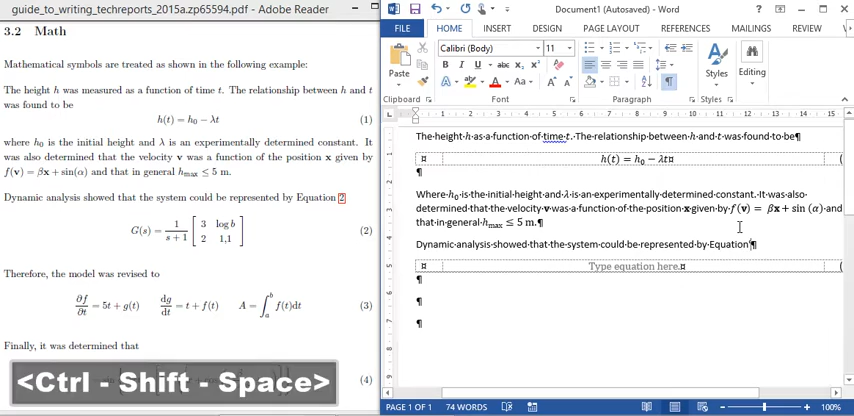 guide_to_writing_techreports_2015a.zp65594.pdf - Adobe Reader
3.2 Math
Mathematical symbols are treated as shown in the following example:
The height h was measured as a function of time t. The relationship between h and t
was found to be
h(t) = h₀ − λt (1)
where h₀ is the initial height and λ is an experimentally determined constant. It
was also determined that the velocity v was a function of the position x given by
f(v) = βx + sin(α) and that in general hmax ≤ 5 m.
Dynamic analysis showed that the system could be represented by Equation 2
G(s) = 1/(s + 1) [ 3 log b
2 1,1 ] (2)
Therefore, the model was revised to
∂f/∂t = 5t + g(t) dg/dt = t + f(t) A = ∫ₐᵇ f(t)dt (3)
Finally, it was determined that
(4)
<Ctrl - Shift - Space>
Document1 (Autosaved) - Word
FILE HOME INSERT DESIGN MAILINGS REVIEW
Calibri (Body) 11
Paste
Styles
Editing
Clipboard Font Paragraph Styles
The height h as a function of time t. The relationship between h and t was found to be¶
¤ h(t) = h₀ − λt¤ (
¶
Where h₀ is the initial height and λ is an experimentally determined constant. It was also
determined that the velocity v was a function of the position x given by f(v) = βx + sin (α) and
that in general hmax ≤ 5 m.¶
Dynamic analysis showed that the system could be represented by Equation ¶
¤ Type equation here.¤ (
¶
¶
¶
PAGE 1 OF 1 74 WORDS 100%